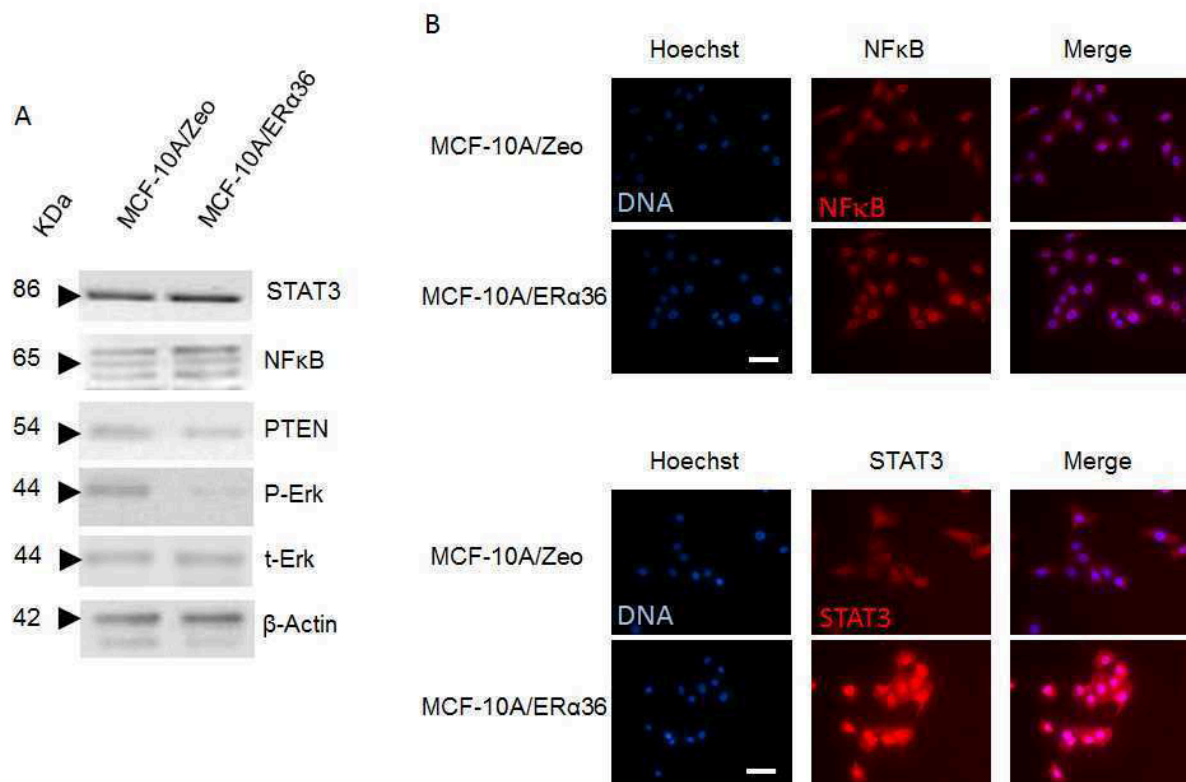 A
KDa
MCF-10A/Zeo
MCF-10A/ERα36
86
STAT3
65
NFκB
54
PTEN
44
P-Erk
44
t-Erk
42
β-Actin
B
Hoechst
NFκB
Merge
MCF-10A/Zeo
DNA
NFκB
MCF-10A/ERα36
Hoechst
STAT3
Merge
MCF-10A/Zeo
DNA
STAT3
MCF-10A/ERα36